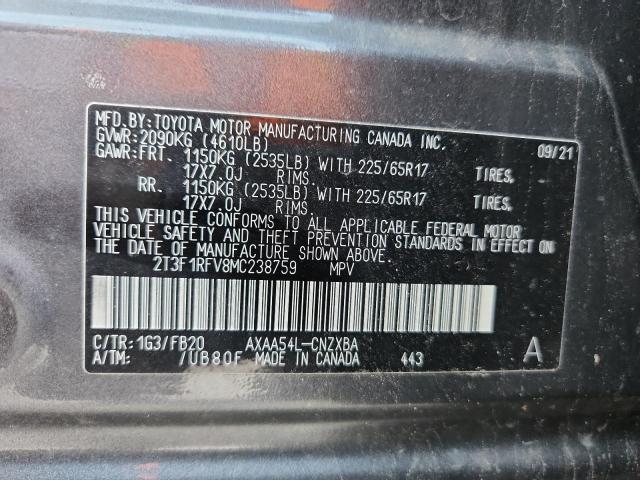 MFD. BY: TOYOTA MOTOR MANUFACTURING CANADA INC.
GVWR: 2090KG (4610LB) 09/21
GAWR: FRT. 1150KG (2535LB) WITH 225/65R17 TIRES,
17X7.0J RIMS,
RR. 1150KG (2535LB) WITH 225/65R17 TIRES,
17X7.0J RIMS.
THIS VEHICLE CONFORMS TO ALL APPLICABLE FEDERAL MOTOR
VEHICLE SAFETY AND THEFT PREVENTION STANDARDS IN EFFECT ON
THE DATE OF MANUFACTURE SHOWN ABOVE.
2T3F1RFV8MC238759 MPV
C/TR: 1G3/FB20 AXAA54L-CNZXBA
A/TM: /UB80F MADE IN CANADA 443 A